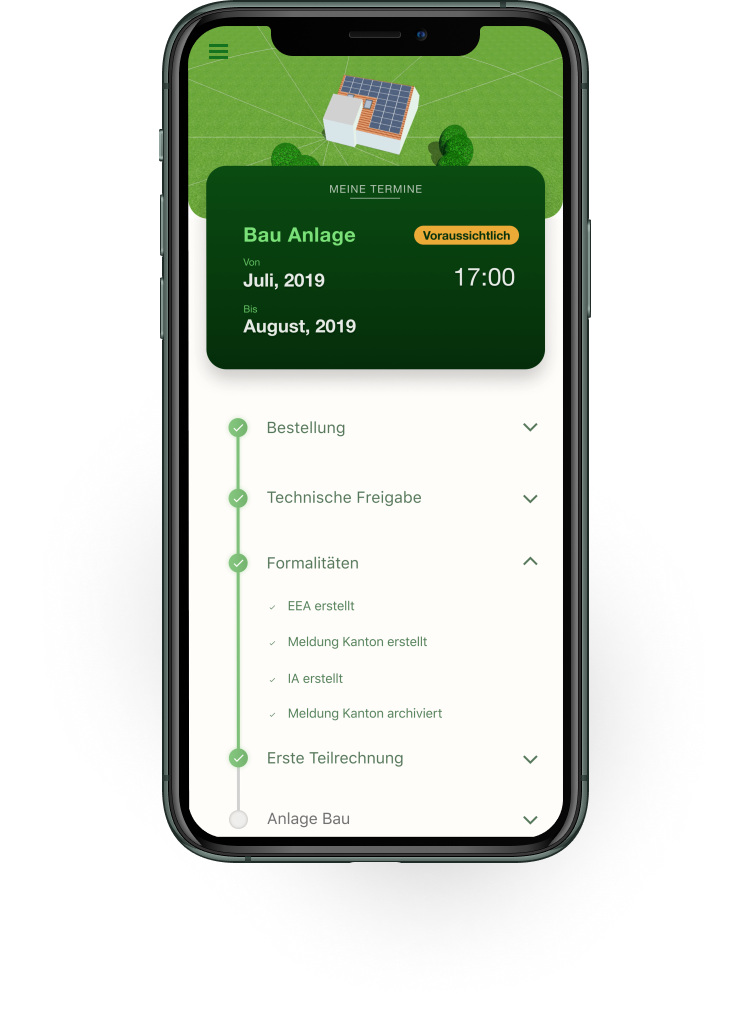 MEINE TERMINE
Bau Anlage
Voraussichtlich
Von
Juli, 2019
17:00
Bis
August, 2019
Bestellung
Technische Freigabe
Formalitäten
EEA erstellt
Meldung Kanton erstellt
IA erstellt
Meldung Kanton archiviert
Erste Teilrechnung
Anlage Bau